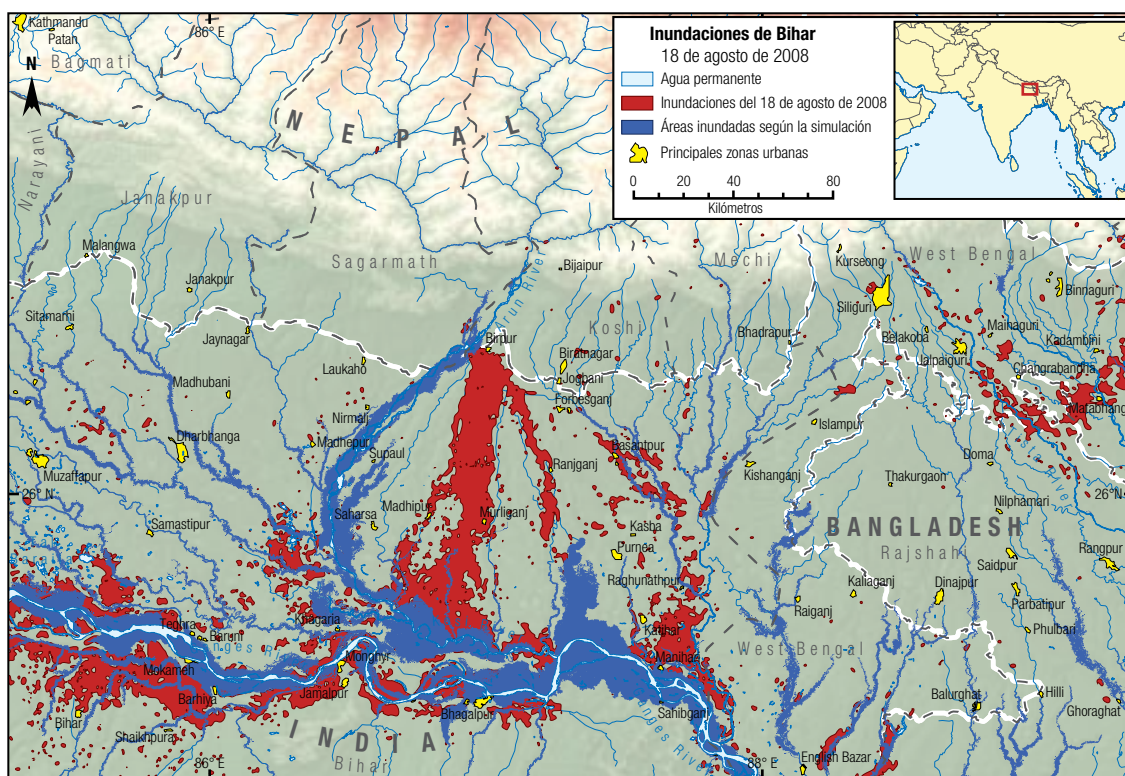 Inundaciones de Bihar
18 de agosto de 2008
Agua permanente
Inundaciones del 18 de agosto de 2008
Áreas inundadas según la simulación
Principales zonas urbanas
0 20 40 80
Kilómetros
86° E
Kathmandu
Patan
Bagmati
N
NEPAL
Narayani
Janakpur
Malangwa
Sagarmath
Bijaipur
Mechi
Kurseong
West Bengal
Janakpur
Binnaguri
Siliguri
Sitamarhi
Koshi
Bhadrapur
Mainaguri
Jaynagar
Birpur
Belakoba
Kadambini
Laukaho
Biratnagar
Jalpaiguri
Jogbani
Changrabandha
Madhubani
Forbesganj
Matabhanga
Nirmalj
Islampur
Dharbhanga
Madhepur
Basantpur
Supaul
Doma
Muzaffapur
Ranjganj
Kishanganj
Thakurgaon
26° N
26° N
Madhipur
Nilphamari
Saharsa
Murliganj
Samastipur
Kasba
BANGLADESH
Purnea
Rajshahi
Rangpur
Saidpur
Raghunathpur
Kaliaganj
Dinajpur
Parbatipur
Khagaria
Raiganj
Teghra
Katihar
Phulbari
Baruni
Monghyr
Manihari
West Bengal
Mokameh
Jamalpur
Barhiya
Bhagalpur
Sahibganj
Balurghat
Hilli
Bihar
Ghoraghat
Shaikhpura
INDIA
Ganges River
Bihar
English Bazar
86° E
88° E